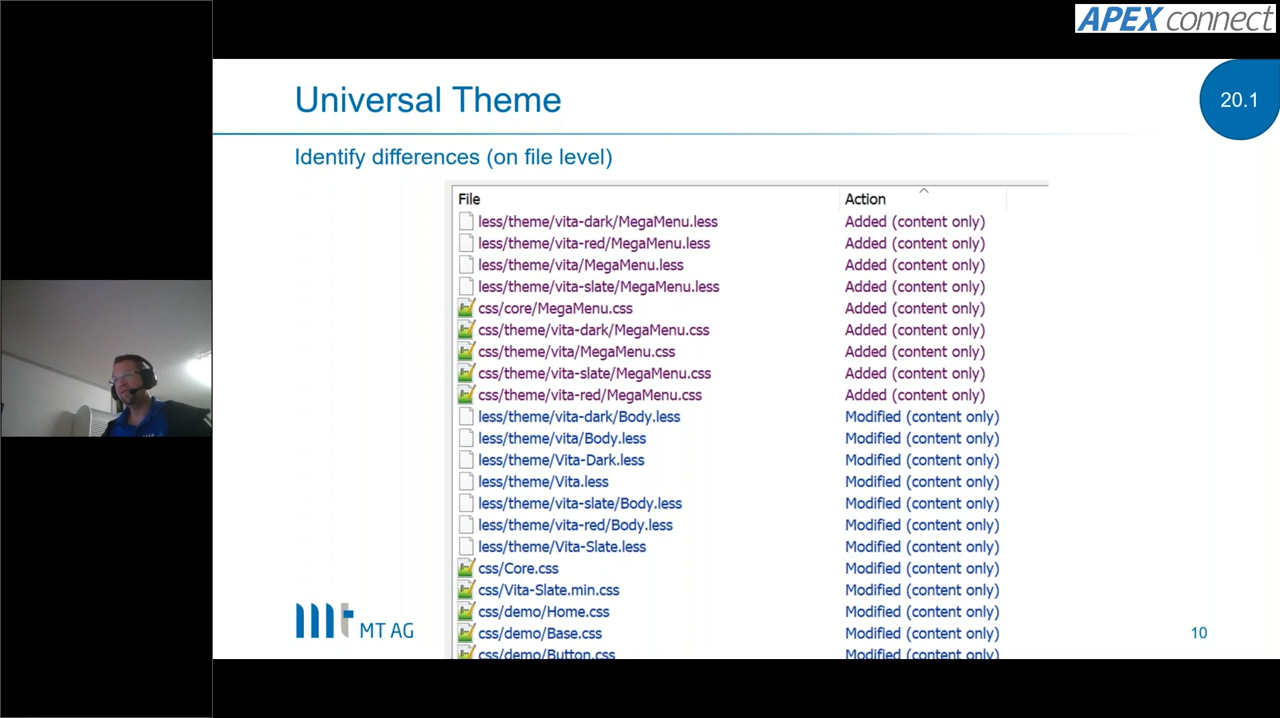 APEX connect
Universal Theme
20.1
Identify differences (on file level)
File Action
less/theme/vita-dark/MegaMenu.less Added (content only)
less/theme/vita-red/MegaMenu.less Added (content only)
less/theme/vita/MegaMenu.less Added (content only)
less/theme/vita-slate/MegaMenu.less Added (content only)
css/core/MegaMenu.css Added (content only)
css/theme/vita-dark/MegaMenu.css Added (content only)
css/theme/vita/MegaMenu.css Added (content only)
css/theme/vita-slate/MegaMenu.css Added (content only)
css/theme/vita-red/MegaMenu.css Added (content only)
less/theme/vita-dark/Body.less Modified (content only)
less/theme/vita/Body.less Modified (content only)
less/theme/Vita-Dark.less Modified (content only)
less/theme/Vita.less Modified (content only)
less/theme/vita-slate/Body.less Modified (content only)
less/theme/vita-red/Body.less Modified (content only)
less/theme/Vita-Slate.less Modified (content only)
css/Core.css Modified (content only)
css/Vita-Slate.min.css Modified (content only)
css/demo/Home.css Modified (content only)
css/demo/Base.css Modified (content only)
css/demo/Button.css Modified (content only)
mt MT AG
10